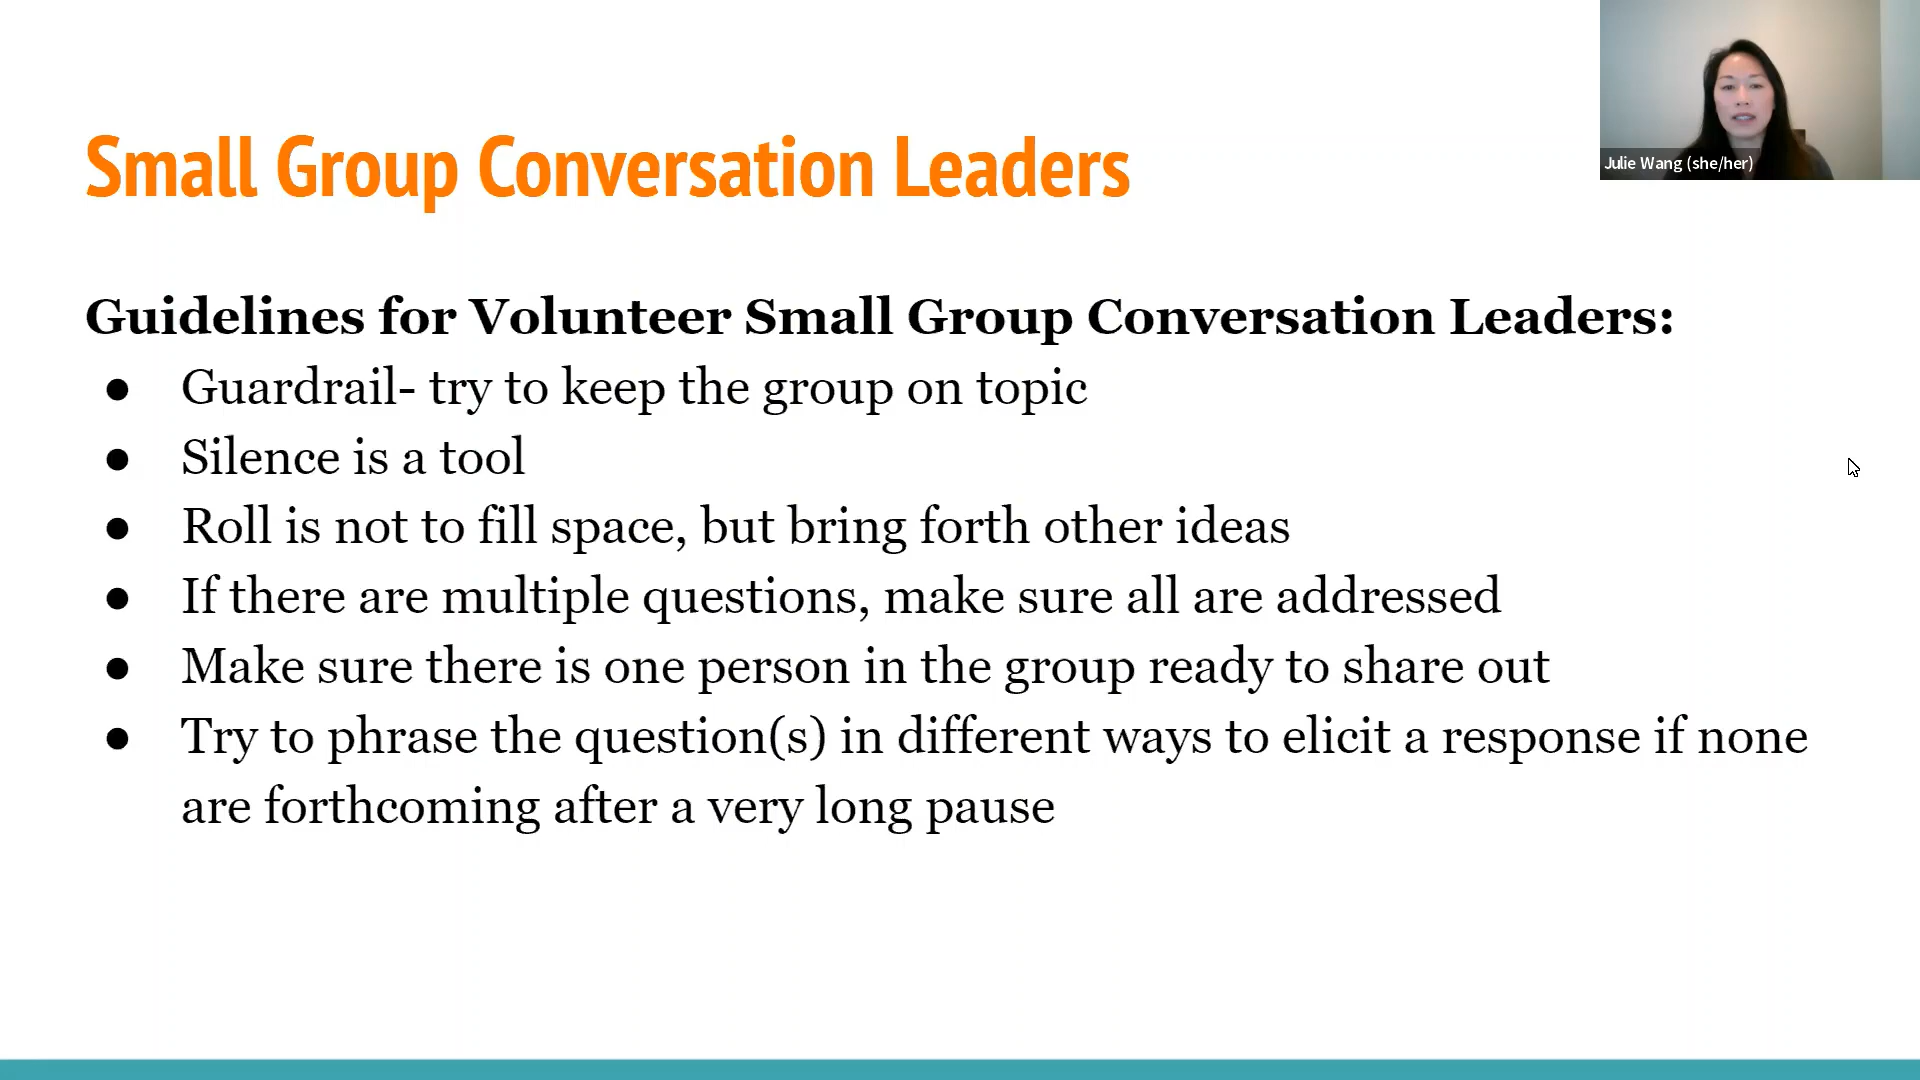 Small Group Conversation Leaders
Julie Wang (she/her)
Guidelines for Volunteer Small Group Conversation Leaders:
● Guardrail- try to keep the group on topic
● Silence is a tool
● Roll is not to fill space, but bring forth other ideas
● If there are multiple questions, make sure all are addressed
● Make sure there is one person in the group ready to share out
● Try to phrase the question(s) in different ways to elicit a response if none
are forthcoming after a very long pause